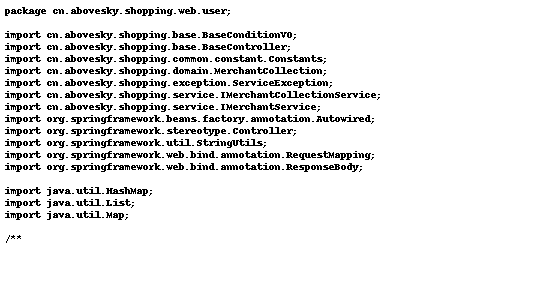 package cn.abovesky.shopping.web.user;

import cn.abovesky.shopping.base.BaseConditionVO;
import cn.abovesky.shopping.base.BaseController;
import cn.abovesky.shopping.common.constant.Constants;
import cn.abovesky.shopping.domain.MerchantCollection;
import cn.abovesky.shopping.exception.ServiceException;
import cn.abovesky.shopping.service.IMerchantCollectionService;
import cn.abovesky.shopping.service.IMerchantService;
import org.springframework.beans.factory.annotation.Autowired;
import org.springframework.stereotype.Controller;
import org.springframework.util.StringUtils;
import org.springframework.web.bind.annotation.RequestMapping;
import org.springframework.web.bind.annotation.ResponseBody;

import java.util.HashMap;
import java.util.List;
import java.util.Map;

/**